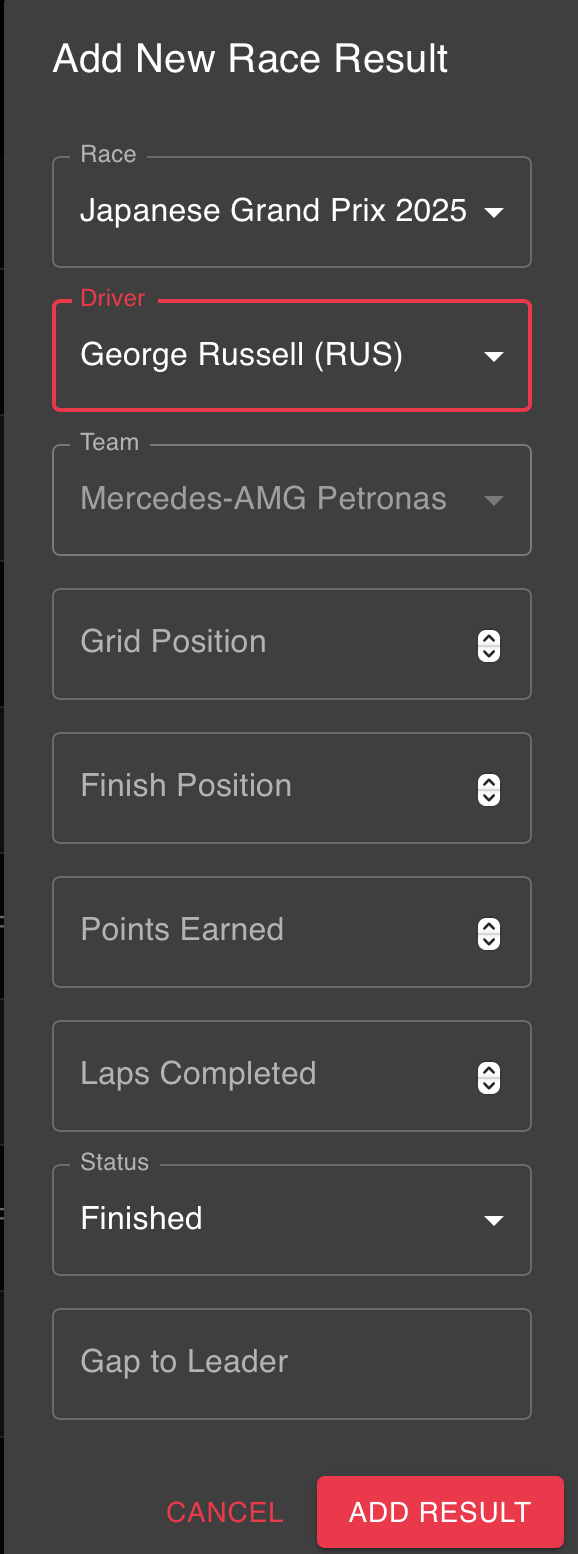 Add New Race Result
Race
Japanese Grand Prix 2025
Driver
George Russell (RUS)
Team
Mercedes-AMG Petronas
Grid Position
Finish Position
Points Earned
Laps Completed
Status
Finished
Gap to Leader
CANCEL
ADD RESULT